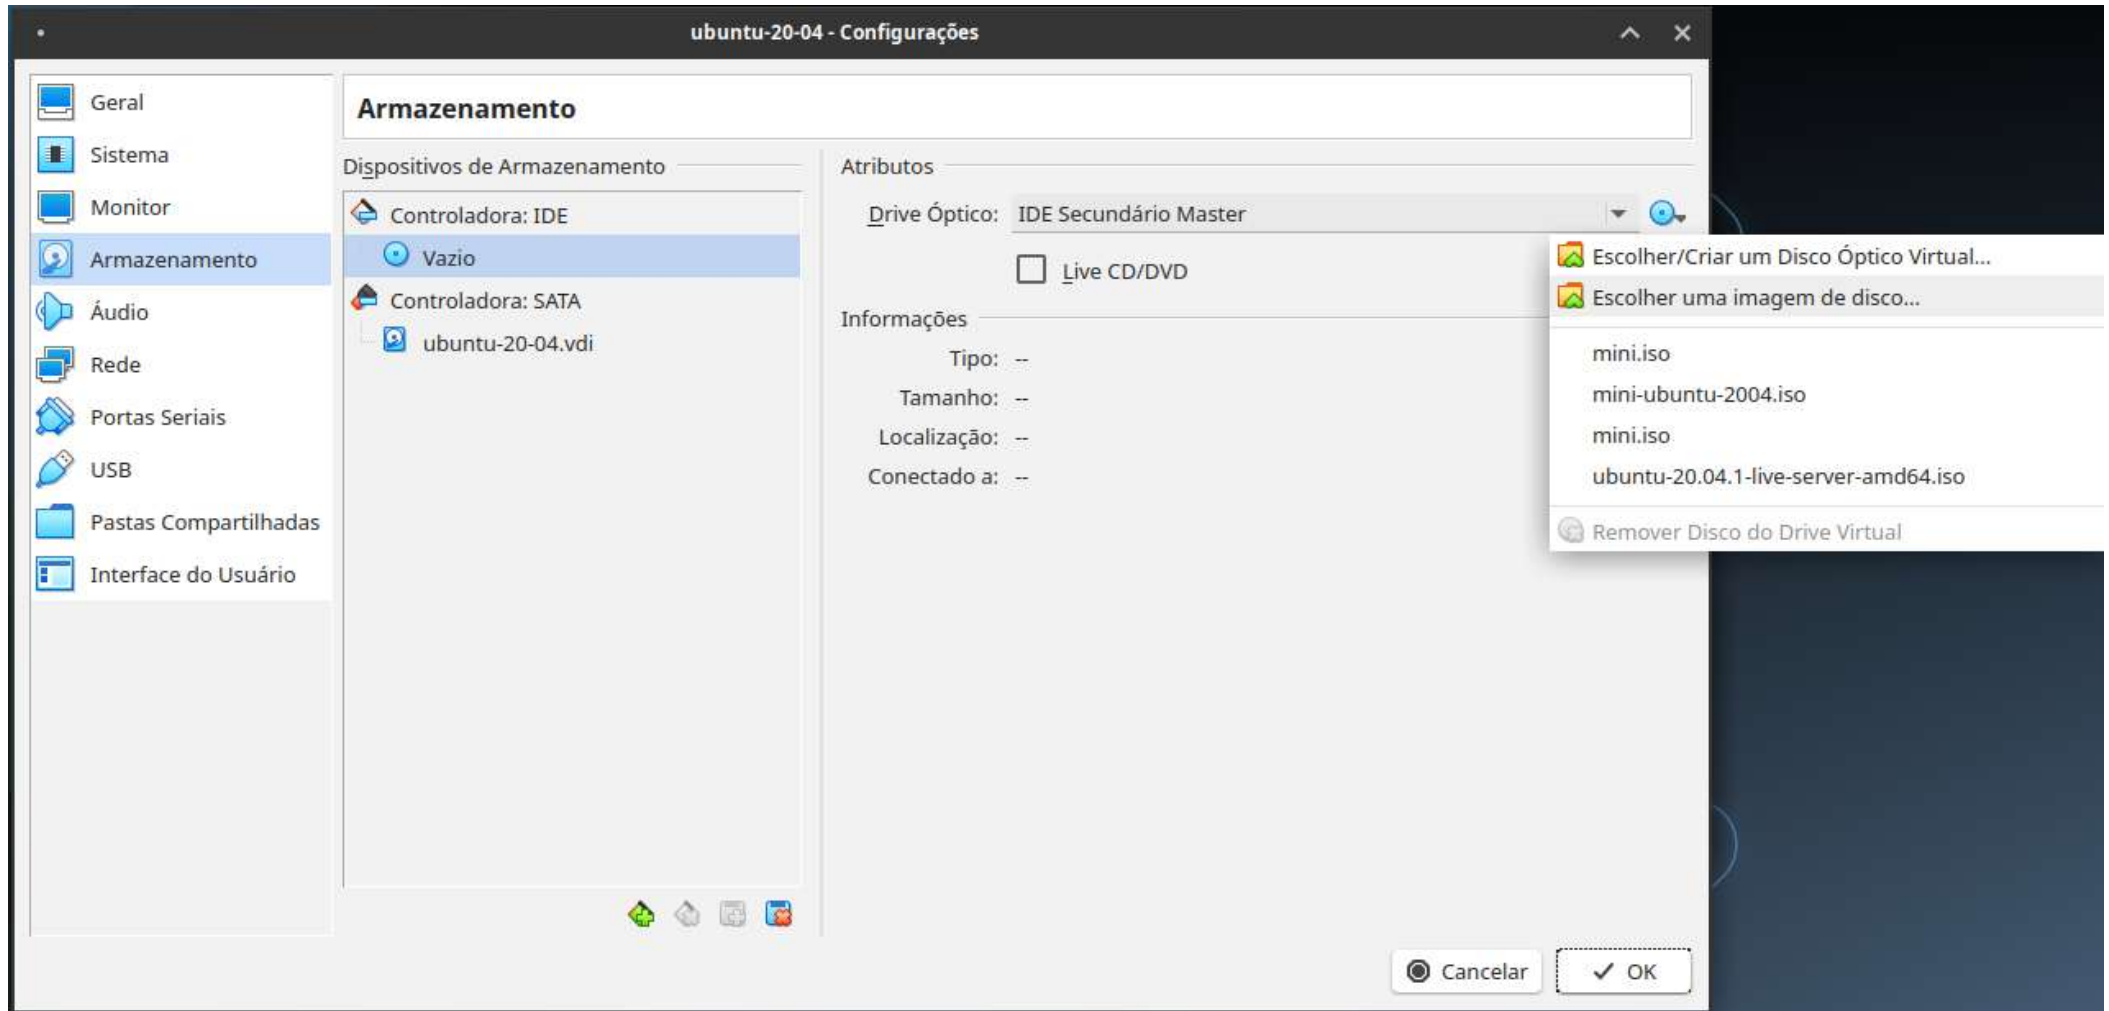 ubuntu-20-04 - Configurações
Geral
Sistema
Monitor
Armazenamento
Áudio
Rede
Portas Seriais
USB
Pastas Compartilhadas
Interface do Usuário
Armazenamento
Dispositivos de Armazenamento
Controladora: IDE
Vazio
Controladora: SATA
ubuntu-20-04.vdi
Atributos
Drive Óptico: IDE Secundário Master
Live CD/DVD
Informações
Tipo: --
Tamanho: --
Localização: --
Conectado a: --
Escolher/Criar um Disco Óptico Virtual...
Escolher uma imagem de disco...
mini.iso
mini-ubuntu-2004.iso
mini.iso
ubuntu-20.04.1-live-server-amd64.iso
Remover Disco do Drive Virtual
Cancelar
OK